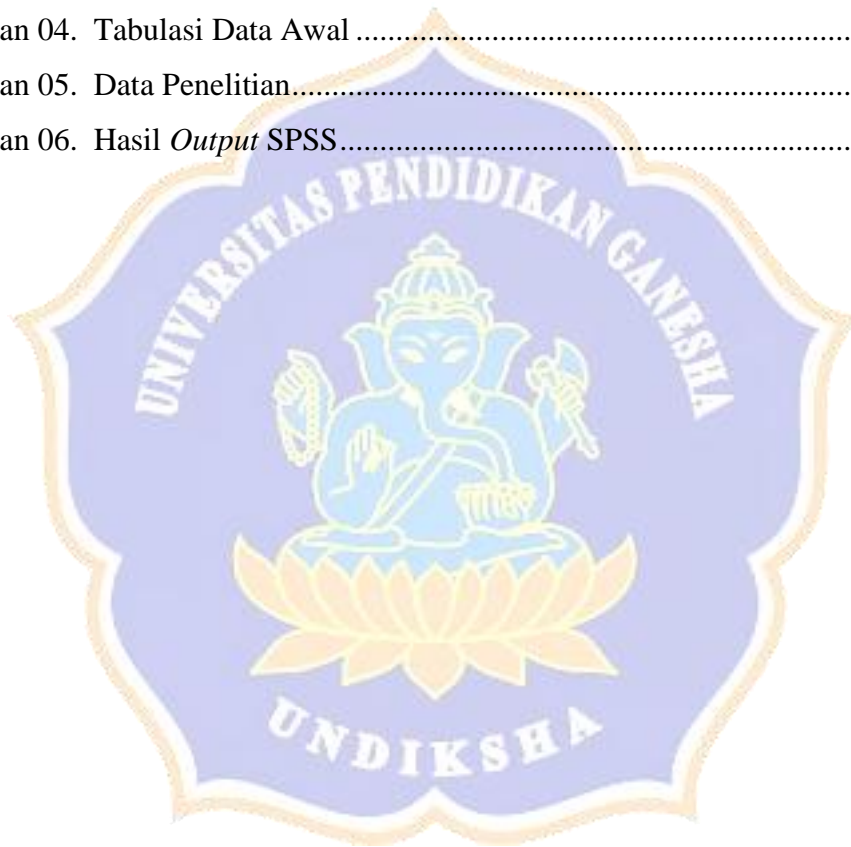 an 04. Tabulasi Data Awal ................................................................
an 05. Data Penelitian.........................................................................
an 06. Hasil Output SPSS..................................................................
UNIVERSITAS PENDIDIKAN GANESHA
UNDIKSHA